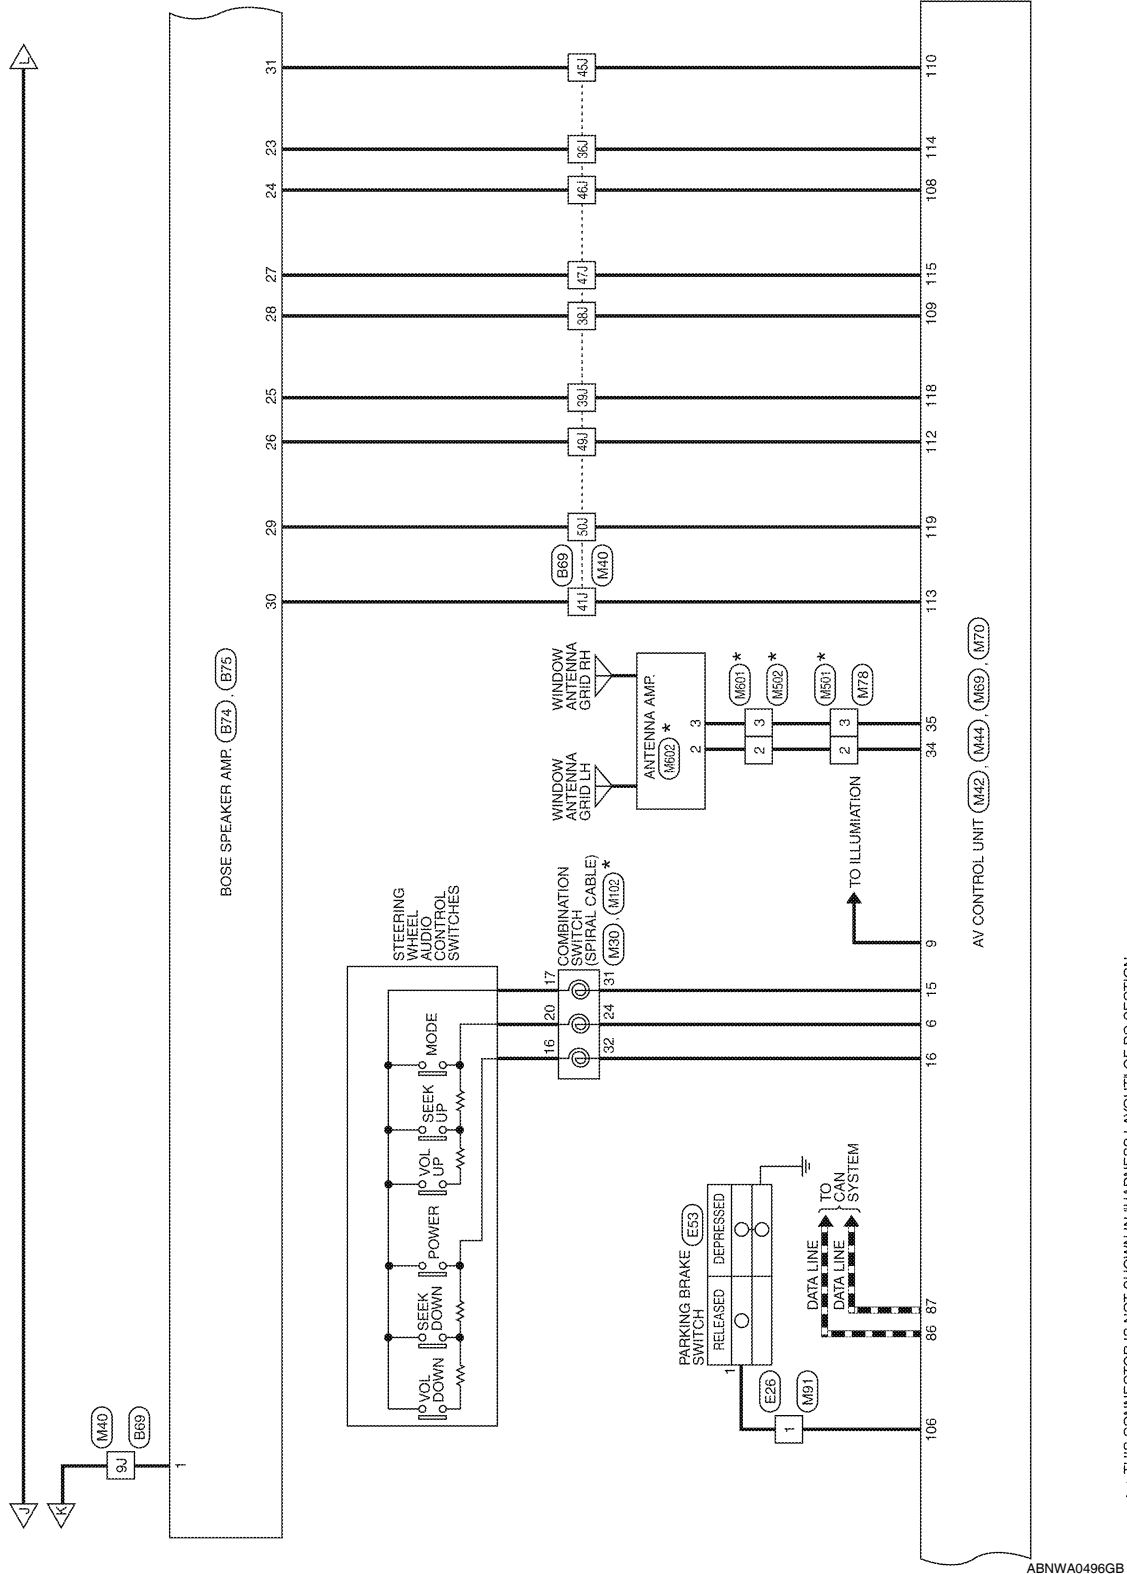 J
K
L
9J
M40
B69
1
BOSE SPEAKER AMP. B74 , B75
30
29
26
25
28
27
24
23
31
41J
B69
M40
50J
49J
39J
38J
47J
46J
36J
45J
113
119
112
118
109
115
108
114
110
STEERING
WHEEL
AUDIO
CONTROL
SWITCHES
VOL
DOWN
SEEK
DOWN
POWER
VOL
UP
SEEK
UP
MODE
16
20
17
32
24
31
COMBINATION
SWITCH
(SPIRAL CABLE)
M30 , M102 *
16
6
15
9
TO ILLUMIATION
WINDOW
ANTENNA
GRID LH
WINDOW
ANTENNA
GRID RH
ANTENNA AMP.
M602 *
2
3
2
3
M601 *
M502 *
2
3
M501 *
M78
34
35
PARKING BRAKE
SWITCH
E53
RELEASED
DEPRESSED
1
1
E26
M91
106
DATA LINE
DATA LINE
TO
CAN
SYSTEM
86
87
AV CONTROL UNIT M42 , M44 , M69 , M70
ABNWA0496GB